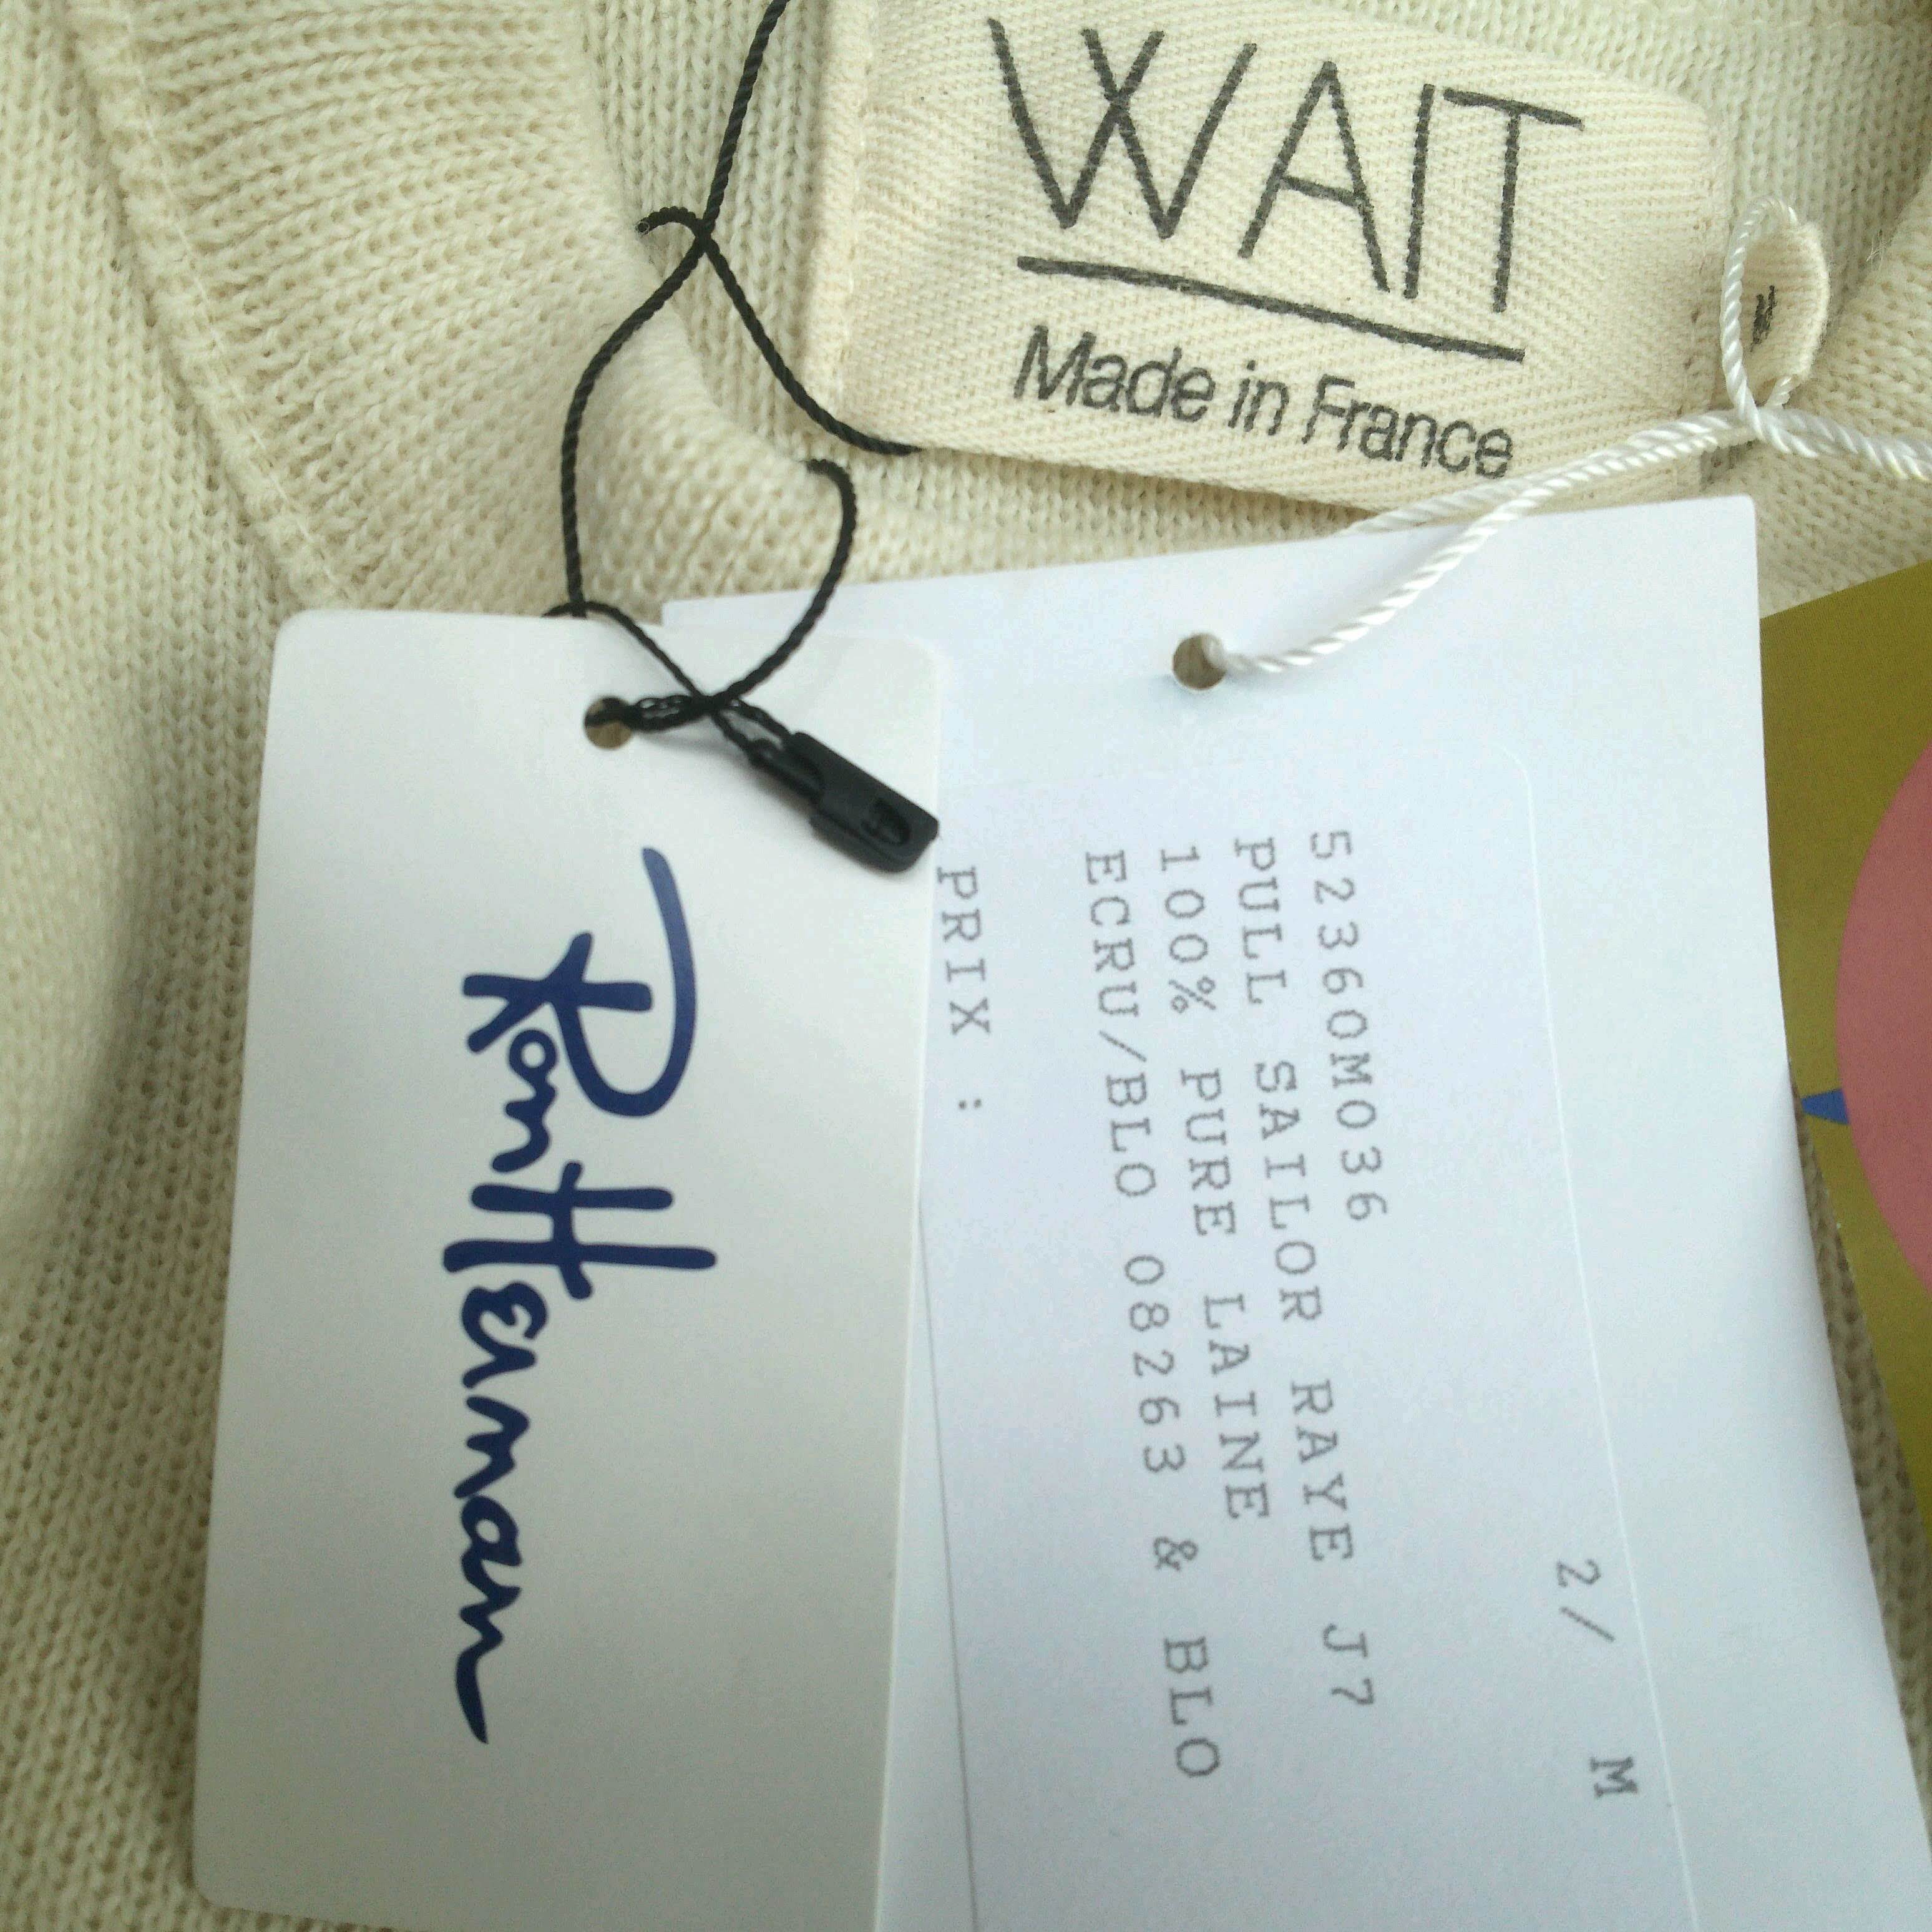 WAIT
Made in France
Ron Herman
2/ M
52360M036
PULL SAILOR RAYE J7
100% PURE LAINE
ECRU/BLO 08263 & BLO
PRIX :